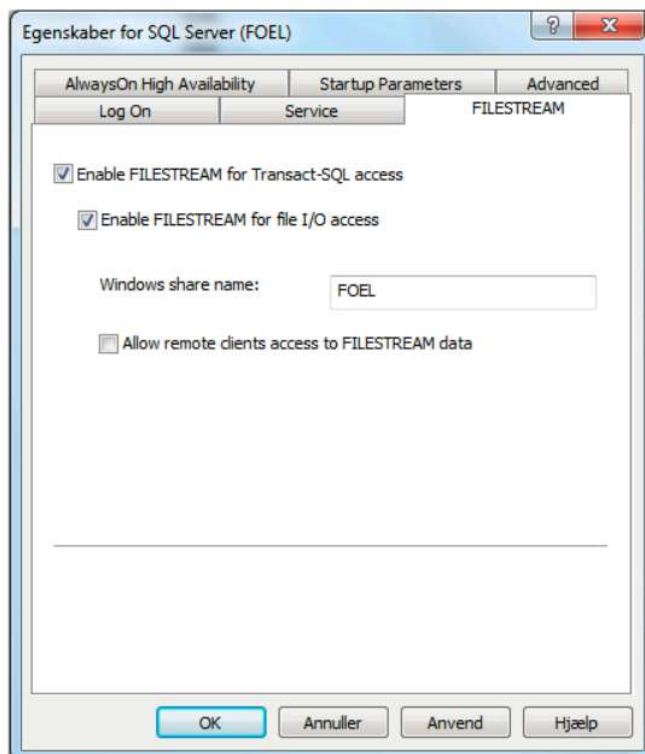 Egenskaber for SQL Server (FOEL)
AlwaysOn High Availability Startup Parameters Advanced
Log On Service FILESTREAM
Enable FILESTREAM for Transact-SQL access
Enable FILESTREAM for file I/O access
Windows share name: FOEL
Allow remote clients access to FILESTREAM data
OK Annuller Anvend Hjælp